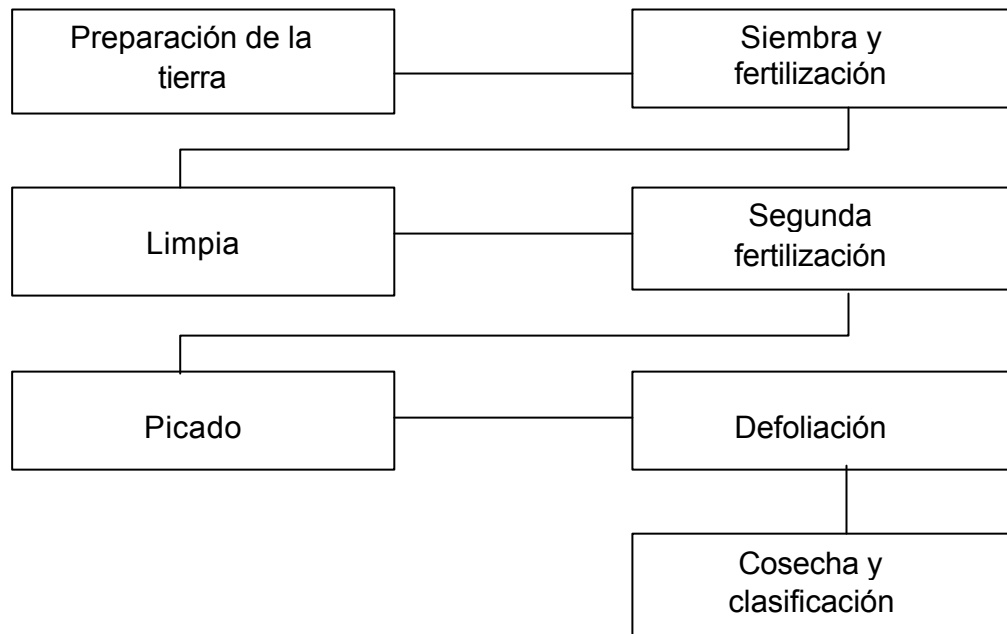 Preparación de la
tierra
Siembra y
fertilización
Limpia
Segunda
fertilización
Picado
Defoliación
Cosecha y
clasificación